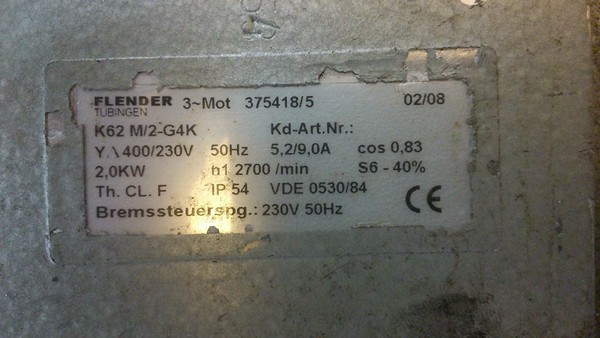 FLENDER 3~Mot 375418/5 02/08
TÜBINGEN
K62 M/2-G4K Kd-Art.Nr.:
Y.\ 400/230V 50Hz 5,2/9,0A cos 0,83
2,0KW n1 2700 /min S6 - 40%
Th. CL. F IP 54 VDE 0530/84
Bremssteuerspg.: 230V 50Hz CE